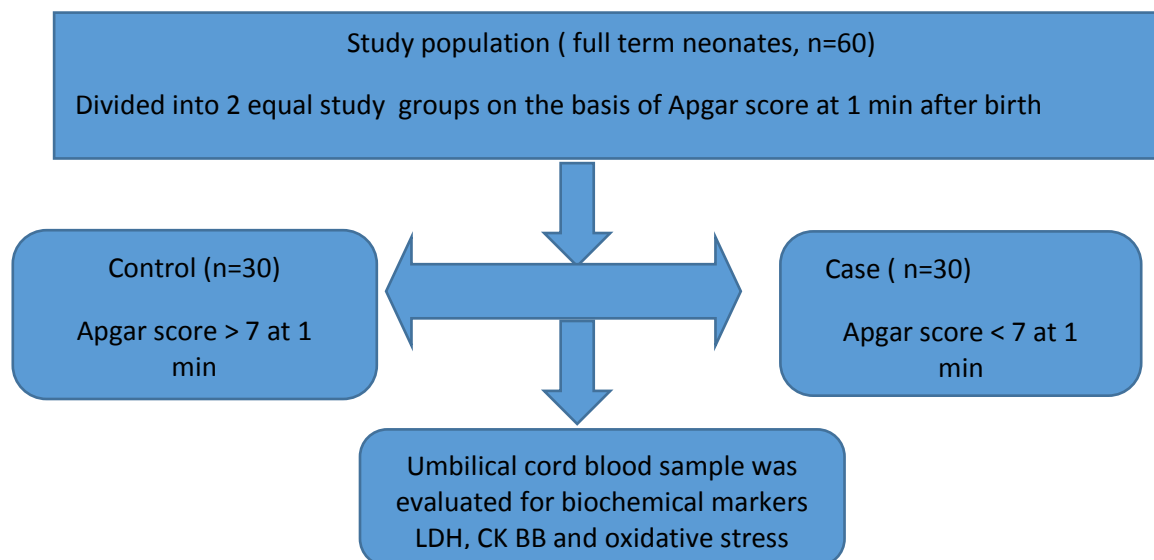 Study population ( full term neonates, n=60)
Divided into 2 equal study groups on the basis of Apgar score at 1 min after birth
Control (n=30)
Apgar score > 7 at 1
min
Case ( n=30)
Apgar score < 7 at 1
min
Umbilical cord blood sample was
evaluated for biochemical markers
LDH, CK BB and oxidative stress